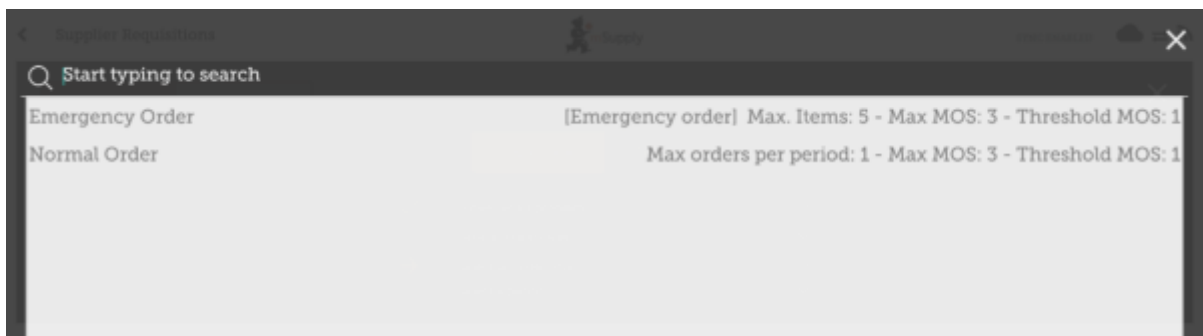 Supplier Requisitions
Supply
Start typing to search
Emergency Order [Emergency order] Max. Items: 5 - Max MOS: 3 - Threshold MOS: 1
Normal Order Max orders per period: 1 - Max MOS: 3 - Threshold MOS: 1